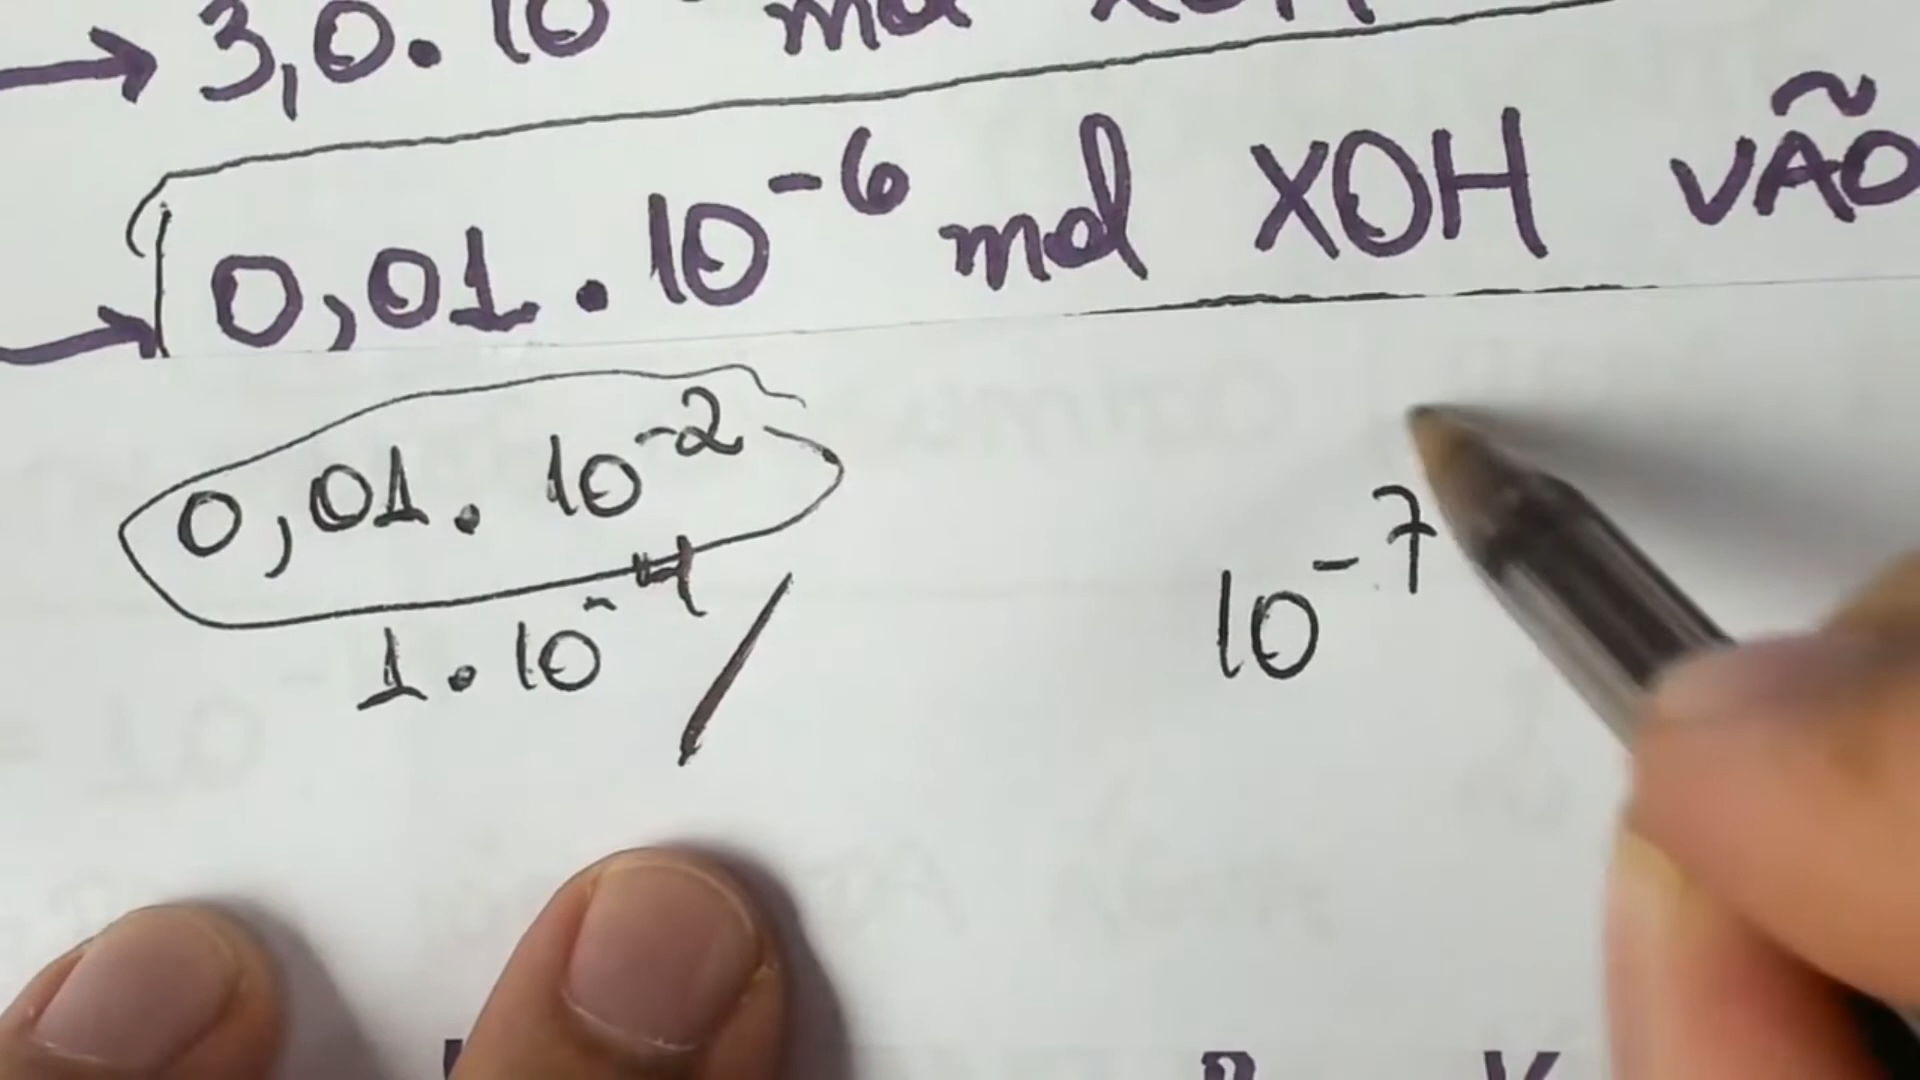 3,0.10 mol XOH
0,01.10⁻⁶ mol XOH VÃO
0,01.10⁻²
1.10⁻⁴
10⁻⁷